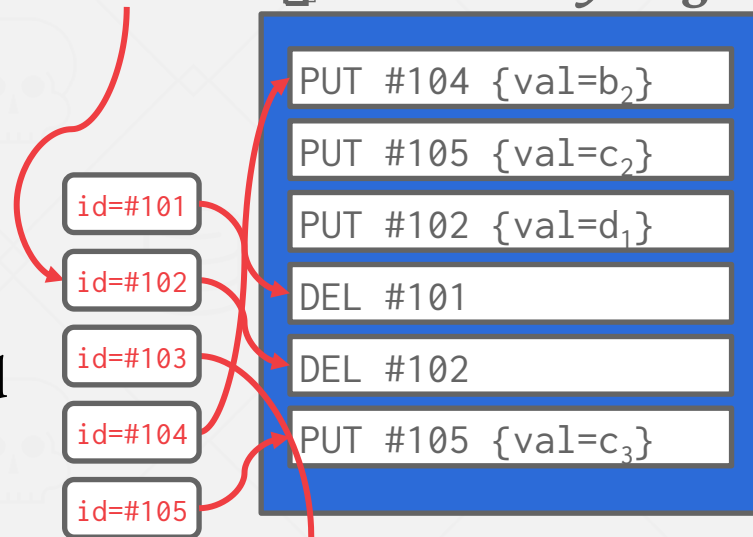 PUT #104 {val=b₂}
PUT #105 {val=c₂}
PUT #102 {val=d₁}
DEL #101
DEL #102
PUT #105 {val=c₃}
id=#101
id=#102
id=#103
id=#104
id=#105